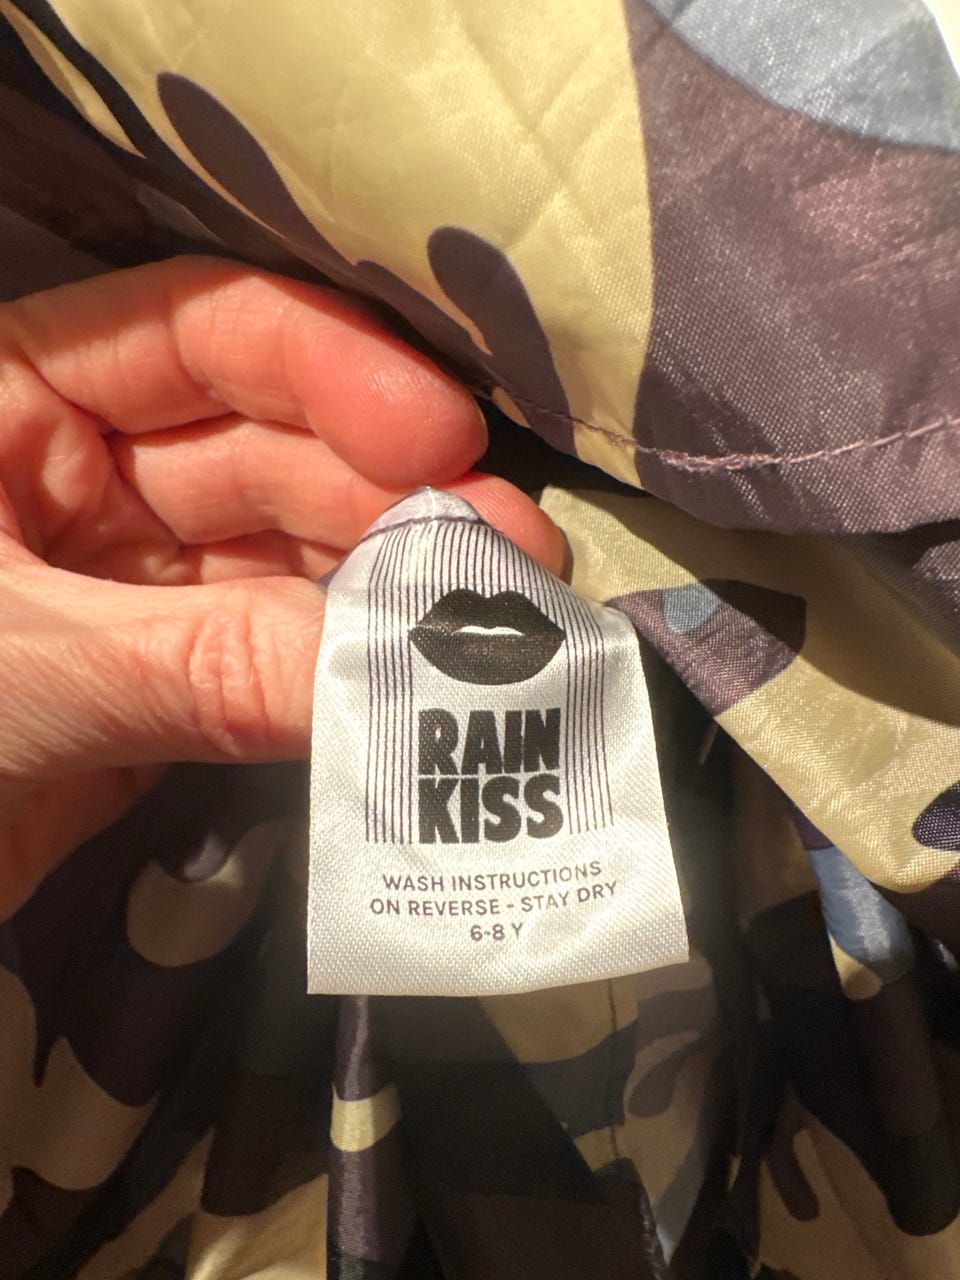 RAIN
KISS
WASH INSTRUCTIONS
ON REVERSE - STAY DRY
6-8 Y